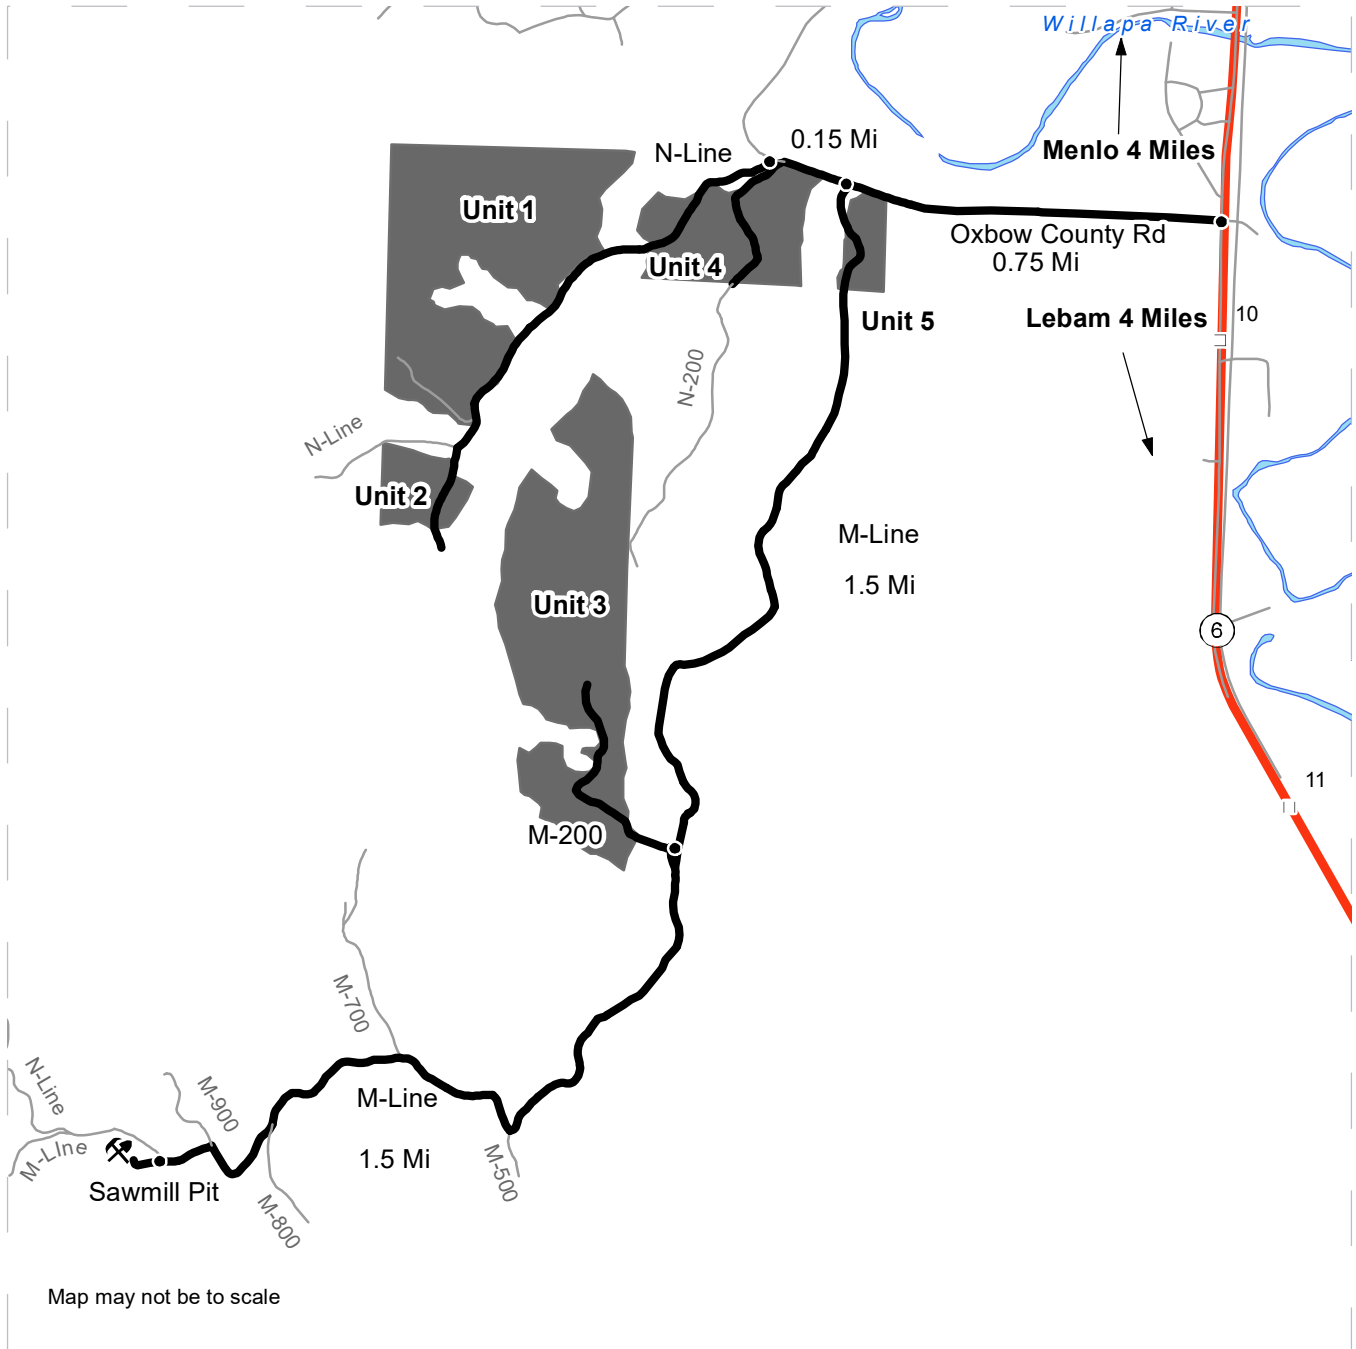 Willapa River
0.15 Mi
N-Line
Menlo 4 Miles
Unit 1
Oxbow County Rd
0.75 Mi
Unit 4
Lebam 4 Miles
10
Unit 5
N-200
N-Line
Unit 2
M-Line
1.5 Mi
Unit 3
6
11
M-200
M-700
N-Line
M-900
M-Line
M-LIne
1.5 Mi
M-500
Sawmill Pit
M-800
Map may not be to scale